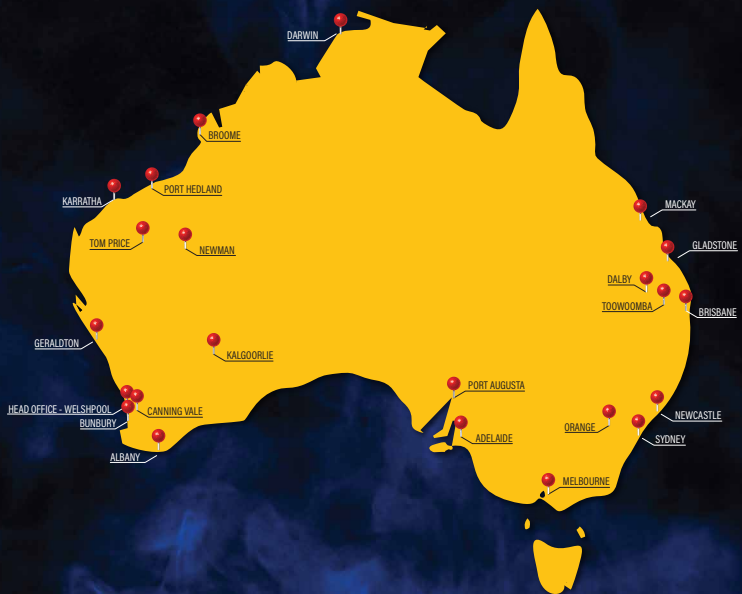 DARWIN
BROOME
PORT HEDLAND
KARRATHA
MACKAY
TOM PRICE
NEWMAN
GLADSTONE
DALBY
TOOWOOMBA
BRISBANE
GERALDTON
KALGOORLIE
PORT AUGUSTA
HEAD OFFICE - WELSHPOOL
CANNING VALE
BUNBURY
NEWCASTLE
ORANGE
ADELAIDE
SYDNEY
ALBANY
MELBOURNE